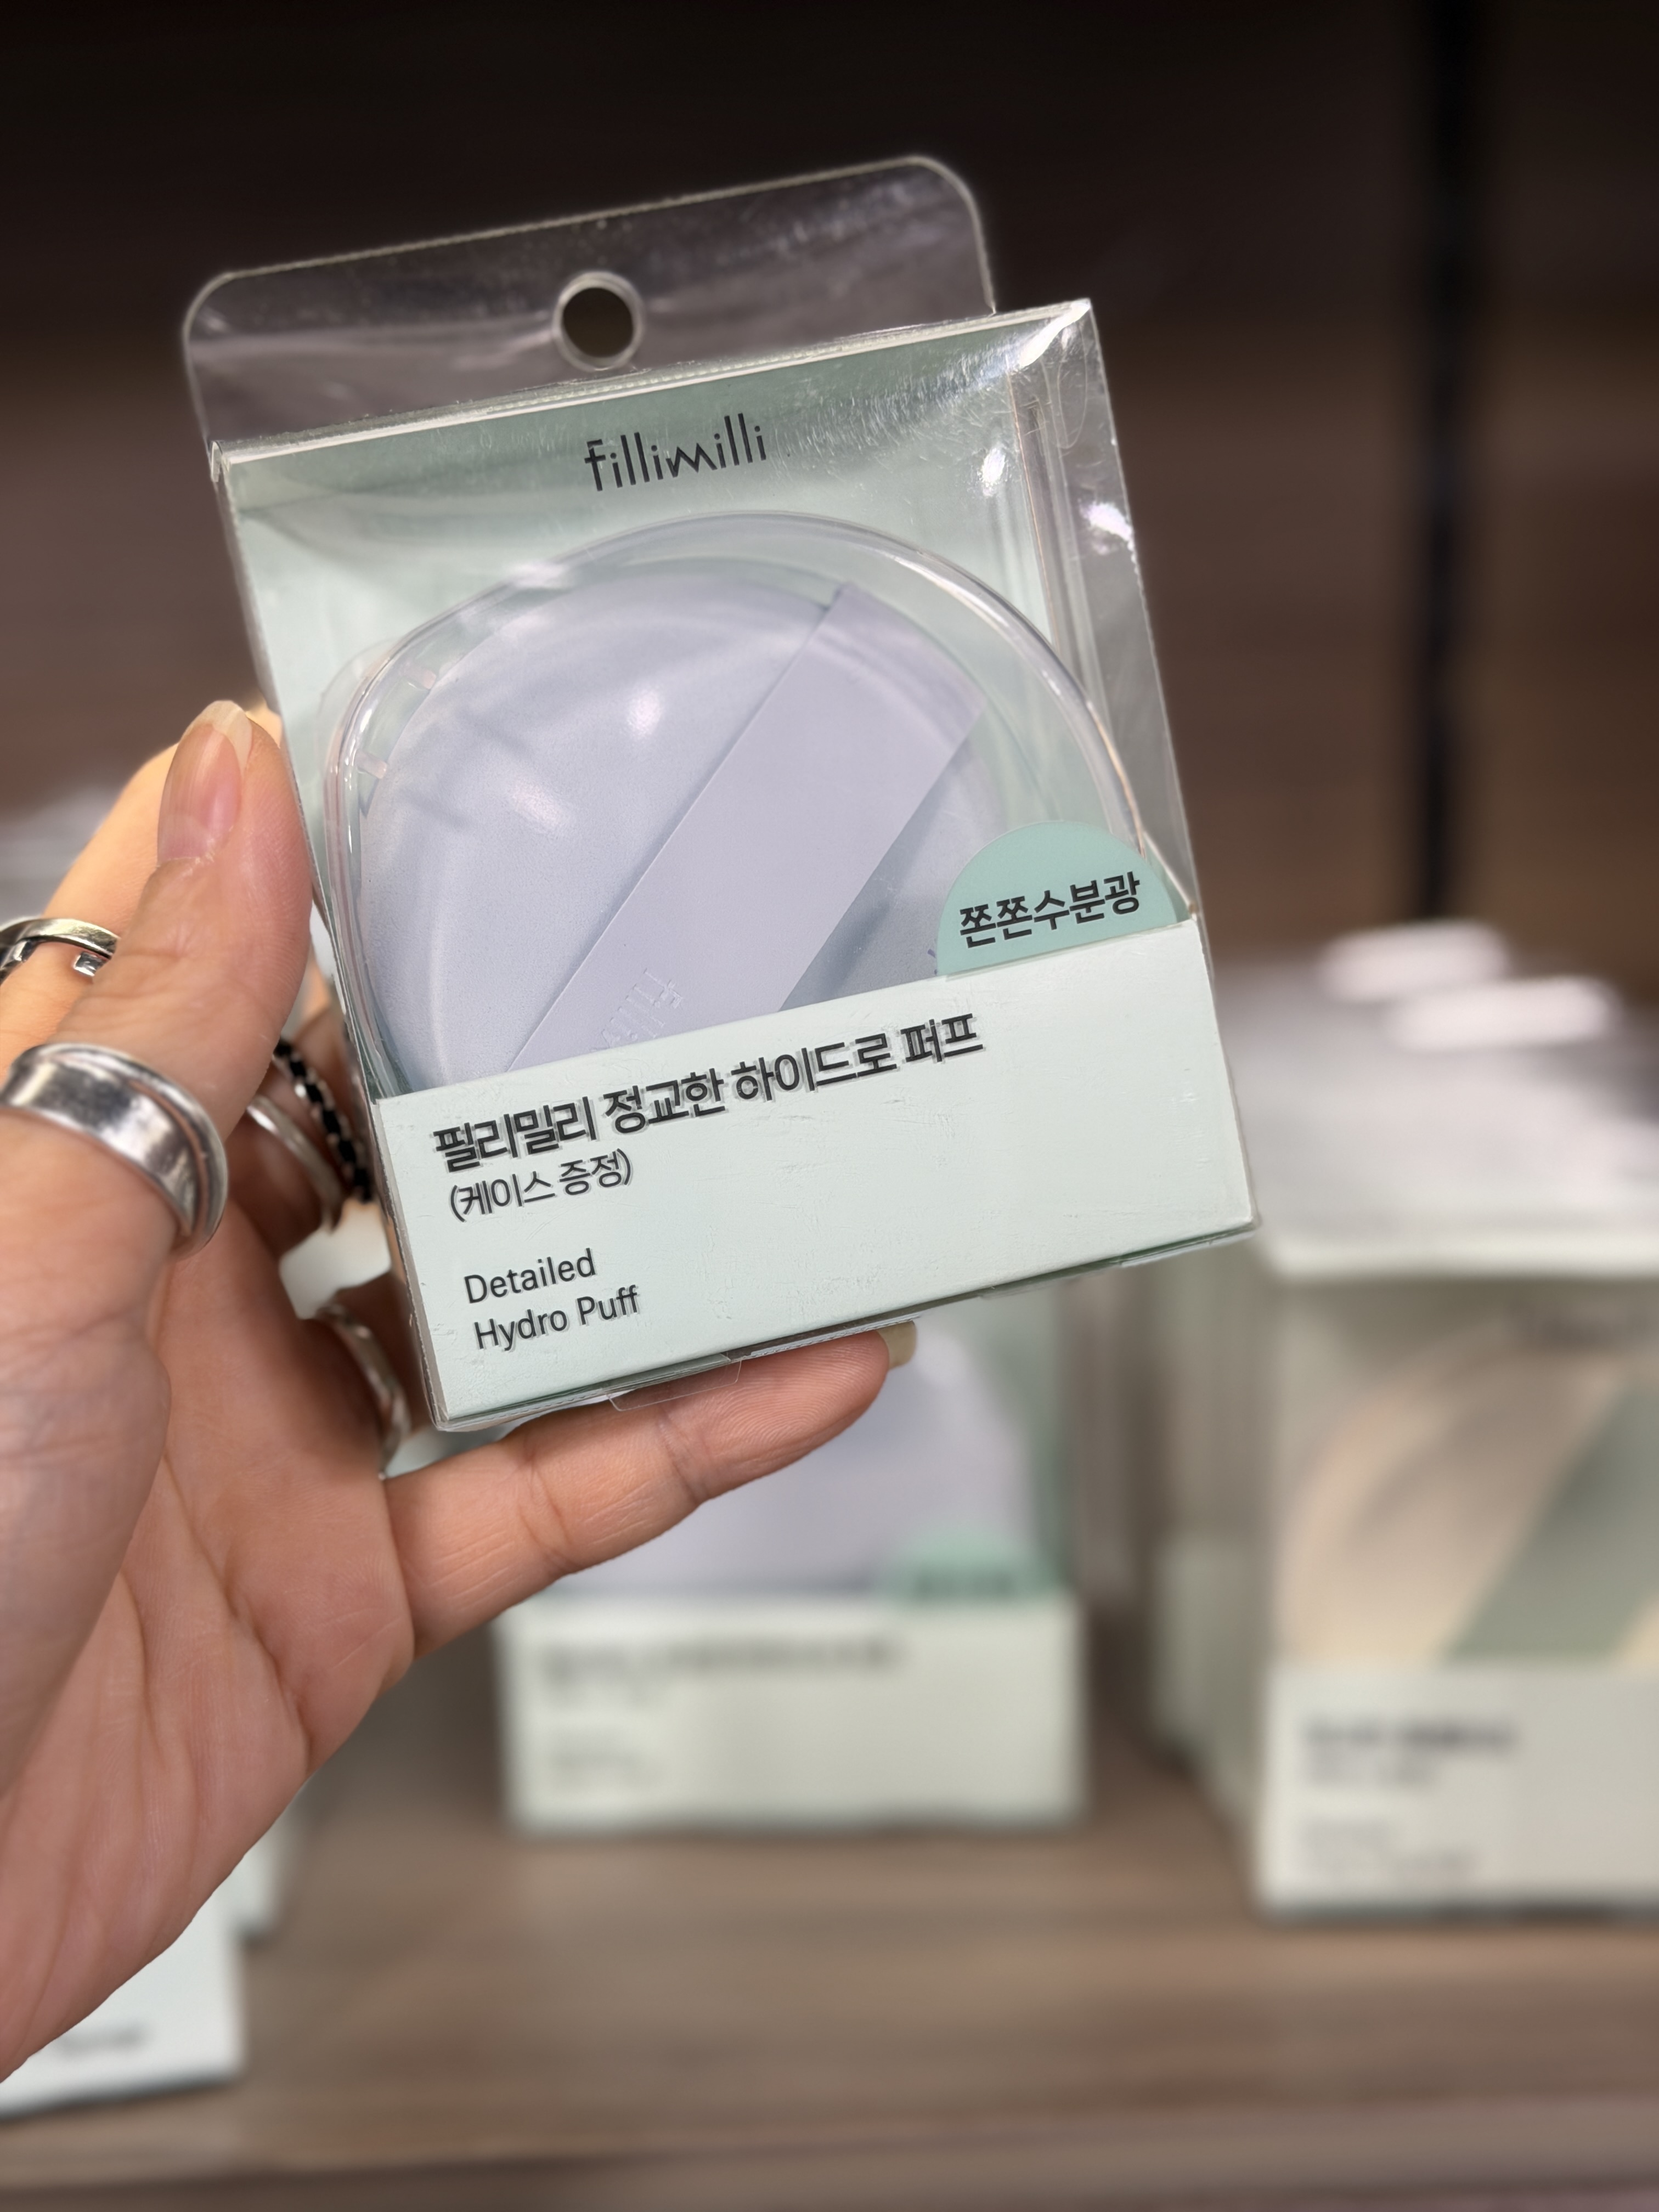 fillimilli
쫀쫀수분광
필리밀리 정교한 하이드로 퍼프
(케이스 증정)
Detailed
Hydro Puff